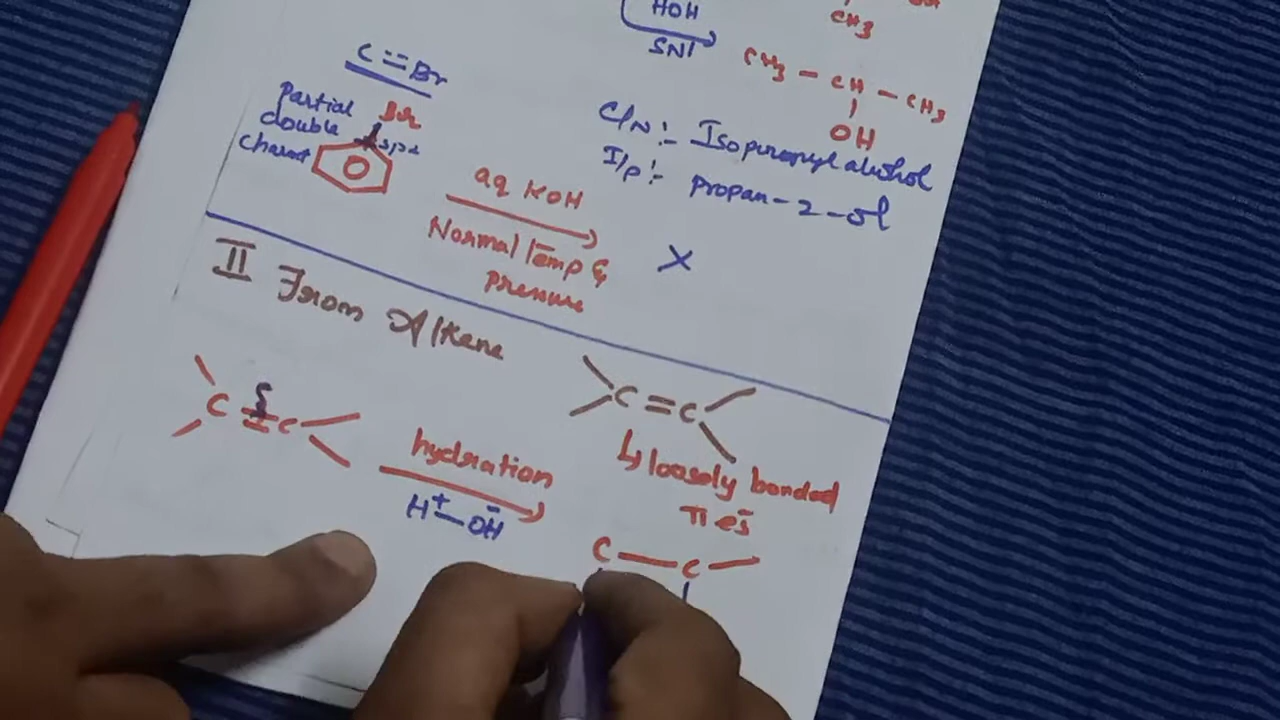 HOH
SN1
CH3
CH3 – CH – CH3
OH
C = Br
Partial
double
Br
sp2
C/N :- Isopropyl alcohol
I/P :- Propan-2-ol
aq KOH
Normal Temp &
Pressure
X
II From Alkene
C = C
hydration
H+ – OH-
C = C
↳ loosely bonded
π es
C – C